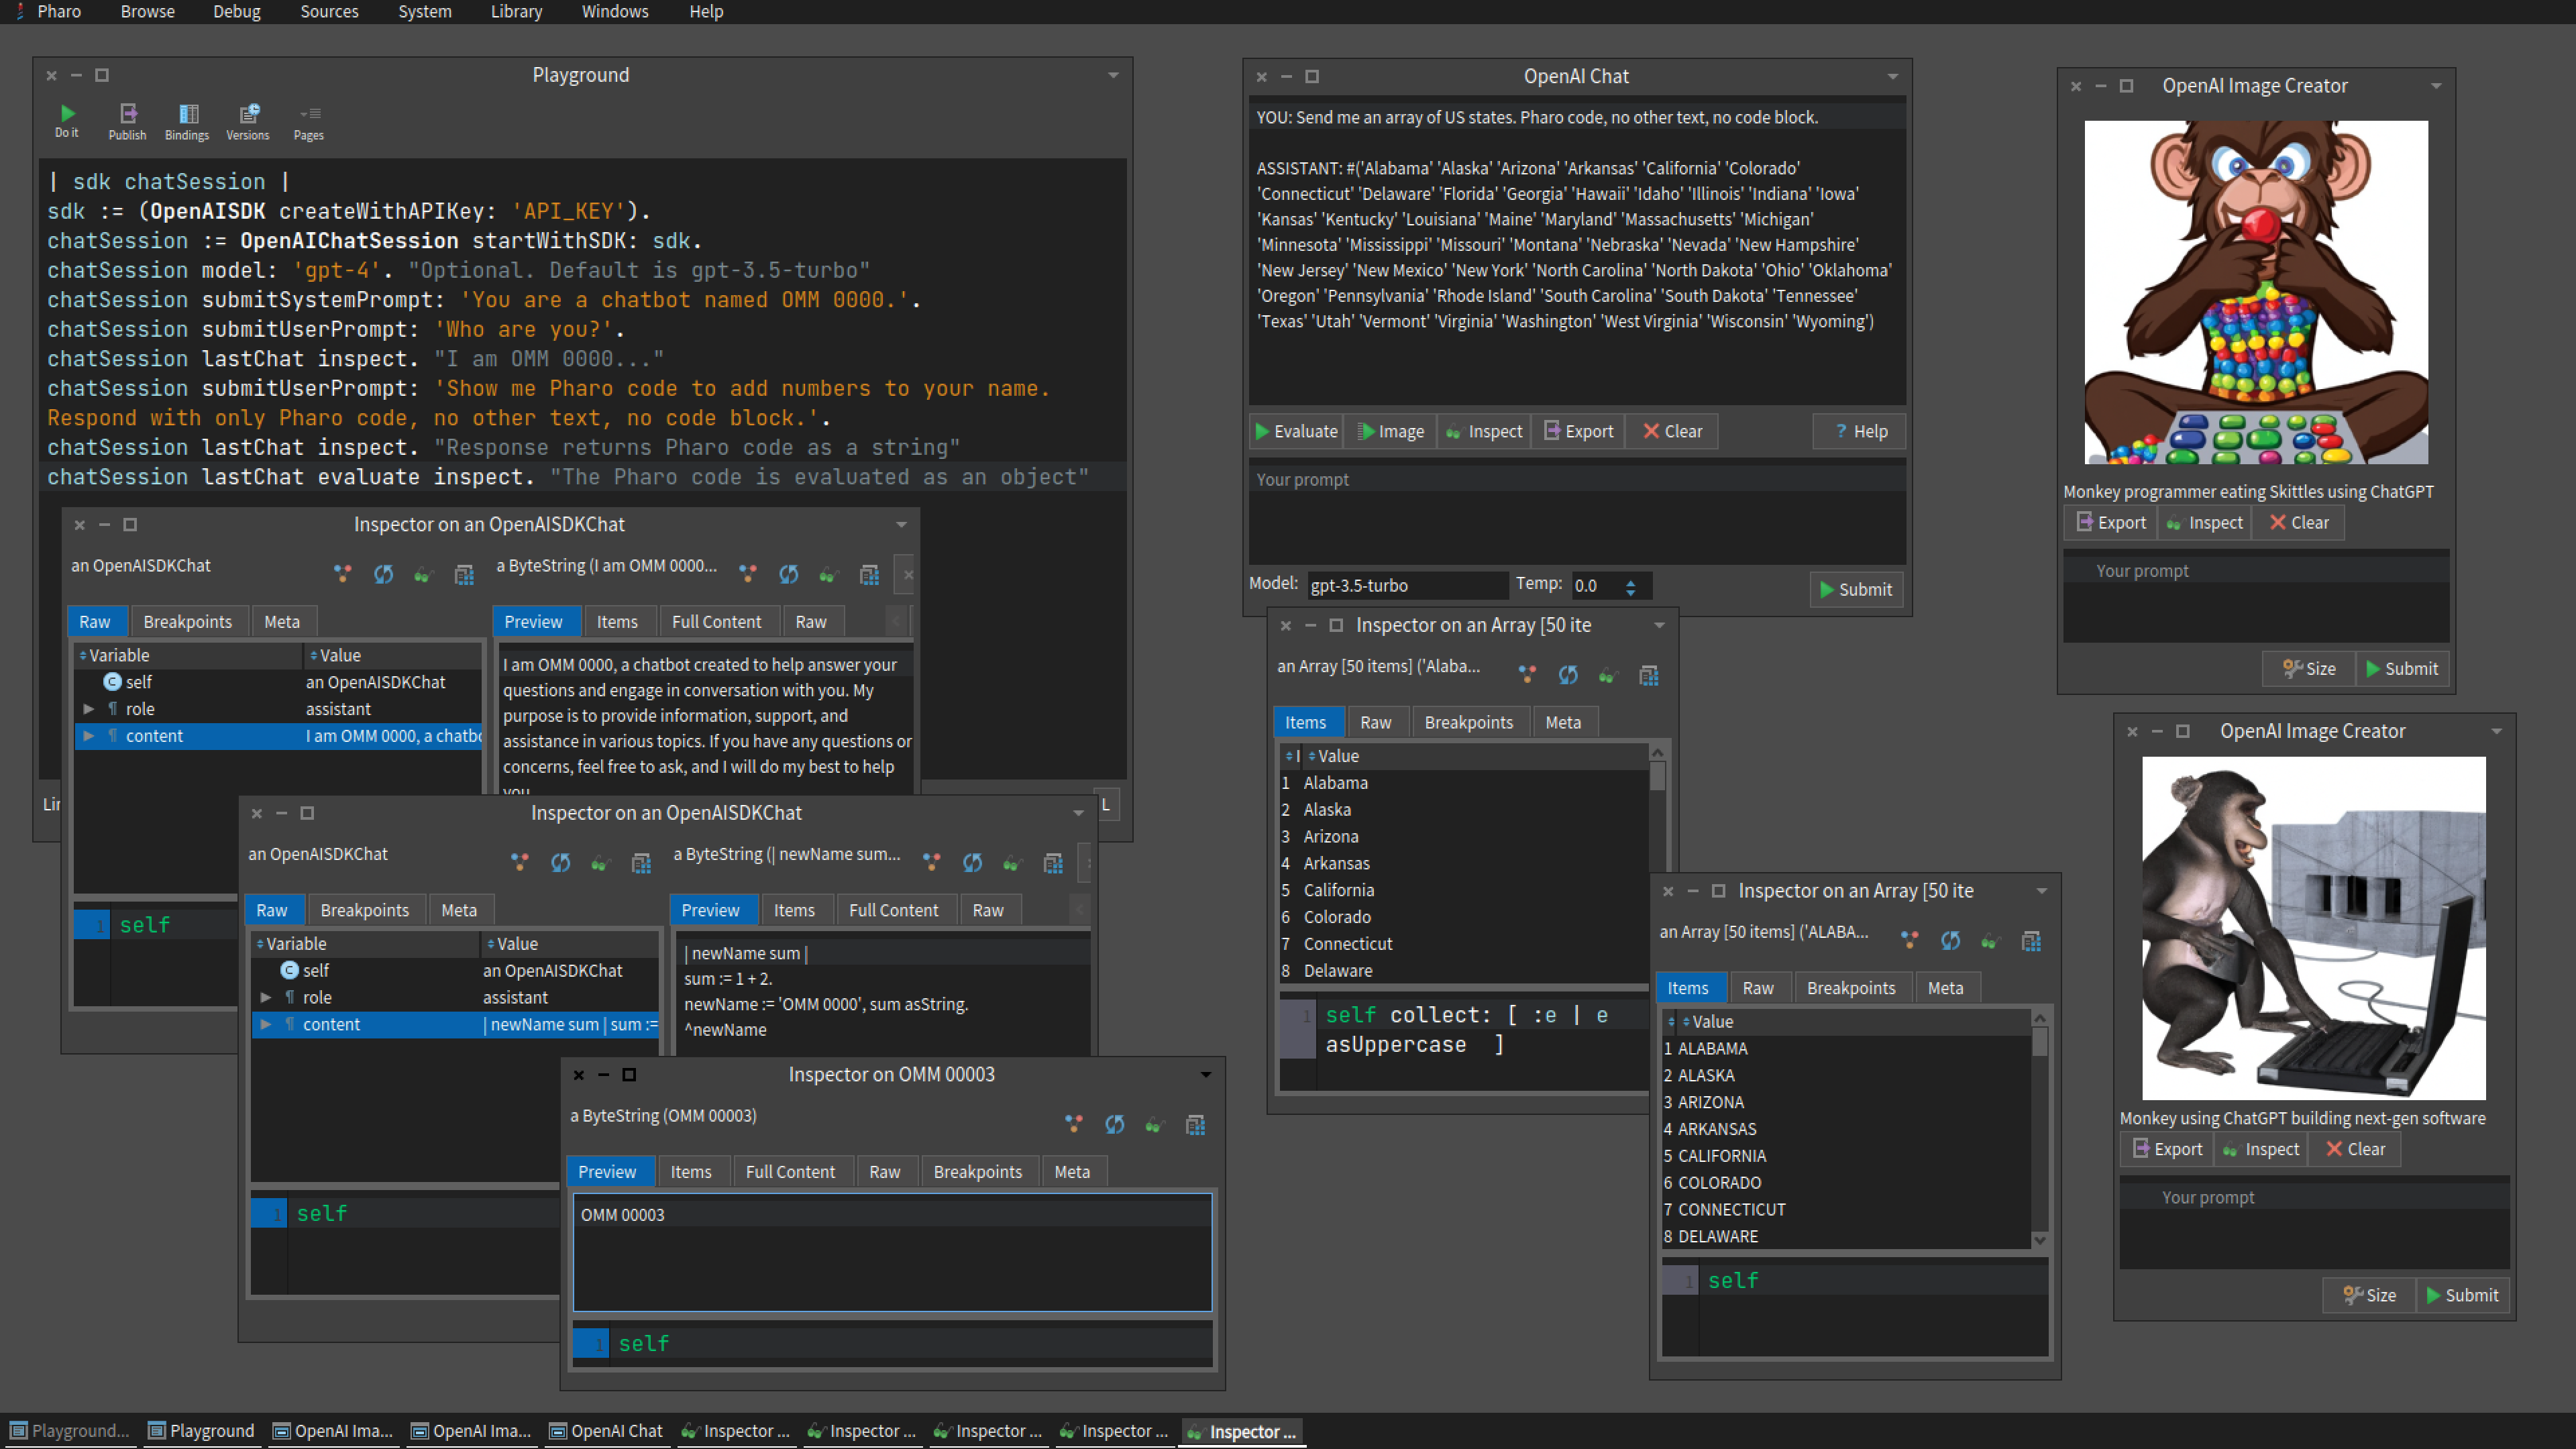 Pharo Browse Debug Sources System Library Windows Help
Playground
Do it Publish Bindings Versions Pages
| sdk chatSession |
sdk := (OpenAISDK createWithAPIKey: 'API_KEY').
chatSession := OpenAIChatSession startWithSDK: sdk.
chatSession model: 'gpt-4'. "Optional. Default is gpt-3.5-turbo"
chatSession submitSystemPrompt: 'You are a chatbot named OMM 0000.'.
chatSession submitUserPrompt: 'Who are you?'.
chatSession lastChat inspect. "I am OMM 0000..."
chatSession submitUserPrompt: 'Show me Pharo code to add numbers to your name.
Respond with only Pharo code, no other text, no code block.'.
chatSession lastChat inspect. "Response returns Pharo code as a string"
chatSession lastChat evaluate inspect. "The Pharo code is evaluated as an object"
L
Inspector on an OpenAISDKChat
an OpenAISDKChat
a ByteString (I am OMM 0000...
Raw Breakpoints Meta
Preview Items Full Content Raw
Variable Value
self an OpenAISDKChat
role assistant
content I am OMM 0000, a chatb
I am OMM 0000, a chatbot created to help answer your
questions and engage in conversation with you. My
purpose is to provide information, support, and
assistance in various topics. If you have any questions or
concerns, feel free to ask, and I will do my best to help
you
1 self
Inspector on an OpenAISDKChat
an OpenAISDKChat
a ByteString (| newName sum...
Raw Breakpoints Meta
Preview Items Full Content Raw
Variable Value
self an OpenAISDKChat
role assistant
content | newName sum | sum :=
| newName sum |
sum := 1 + 2.
newName := 'OMM 0000', sum asString.
^newName
1 self
Inspector on OMM 00003
a ByteString (OMM 00003)
Preview Items Full Content Raw Breakpoints Meta
OMM 00003
1 self
OpenAI Chat
YOU: Send me an array of US states. Pharo code, no other text, no code block.
ASSISTANT: #('Alabama' 'Alaska' 'Arizona' 'Arkansas' 'California' 'Colorado'
'Connecticut' 'Delaware' 'Florida' 'Georgia' 'Hawaii' 'Idaho' 'Illinois' 'Indiana' 'Iowa'
'Kansas' 'Kentucky' 'Louisiana' 'Maine' 'Maryland' 'Massachusetts' 'Michigan'
'Minnesota' 'Mississippi' 'Missouri' 'Montana' 'Nebraska' 'Nevada' 'New Hampshire'
'New Jersey' 'New Mexico' 'New York' 'North Carolina' 'North Dakota' 'Ohio' 'Oklahoma'
'Oregon' 'Pennsylvania' 'Rhode Island' 'South Carolina' 'South Dakota' 'Tennessee'
'Texas' 'Utah' 'Vermont' 'Virginia' 'Washington' 'West Virginia' 'Wisconsin' 'Wyoming')
Evaluate Image Inspect Export Clear ? Help
Your prompt
Model: gpt-3.5-turbo Temp: 0.0 Submit
Inspector on an Array [50 ite
an Array [50 items] ('Alaba...
Items Raw Breakpoints Meta
I Value
1 Alabama
2 Alaska
3 Arizona
4 Arkansas
5 California
6 Colorado
7 Connecticut
8 Delaware
1 self collect: [ :e | e
asUppercase ]
Inspector on an Array [50 ite
an Array [50 items] ('ALABA...
Items Raw Breakpoints Meta
Value
1 ALABAMA
2 ALASKA
3 ARIZONA
4 ARKANSAS
5 CALIFORNIA
6 COLORADO
7 CONNECTICUT
8 DELAWARE
1 self
OpenAI Image Creator
Monkey programmer eating Skittles using ChatGPT
Export Inspect Clear
Your prompt
Size Submit
OpenAI Image Creator
Monkey using ChatGPT building next-gen software
Export Inspect Clear
Your prompt
Size Submit
Playground... Playground OpenAI Ima... OpenAI Ima... OpenAI Chat Inspector ... Inspector ... Inspector ... Inspector ... Inspector ...